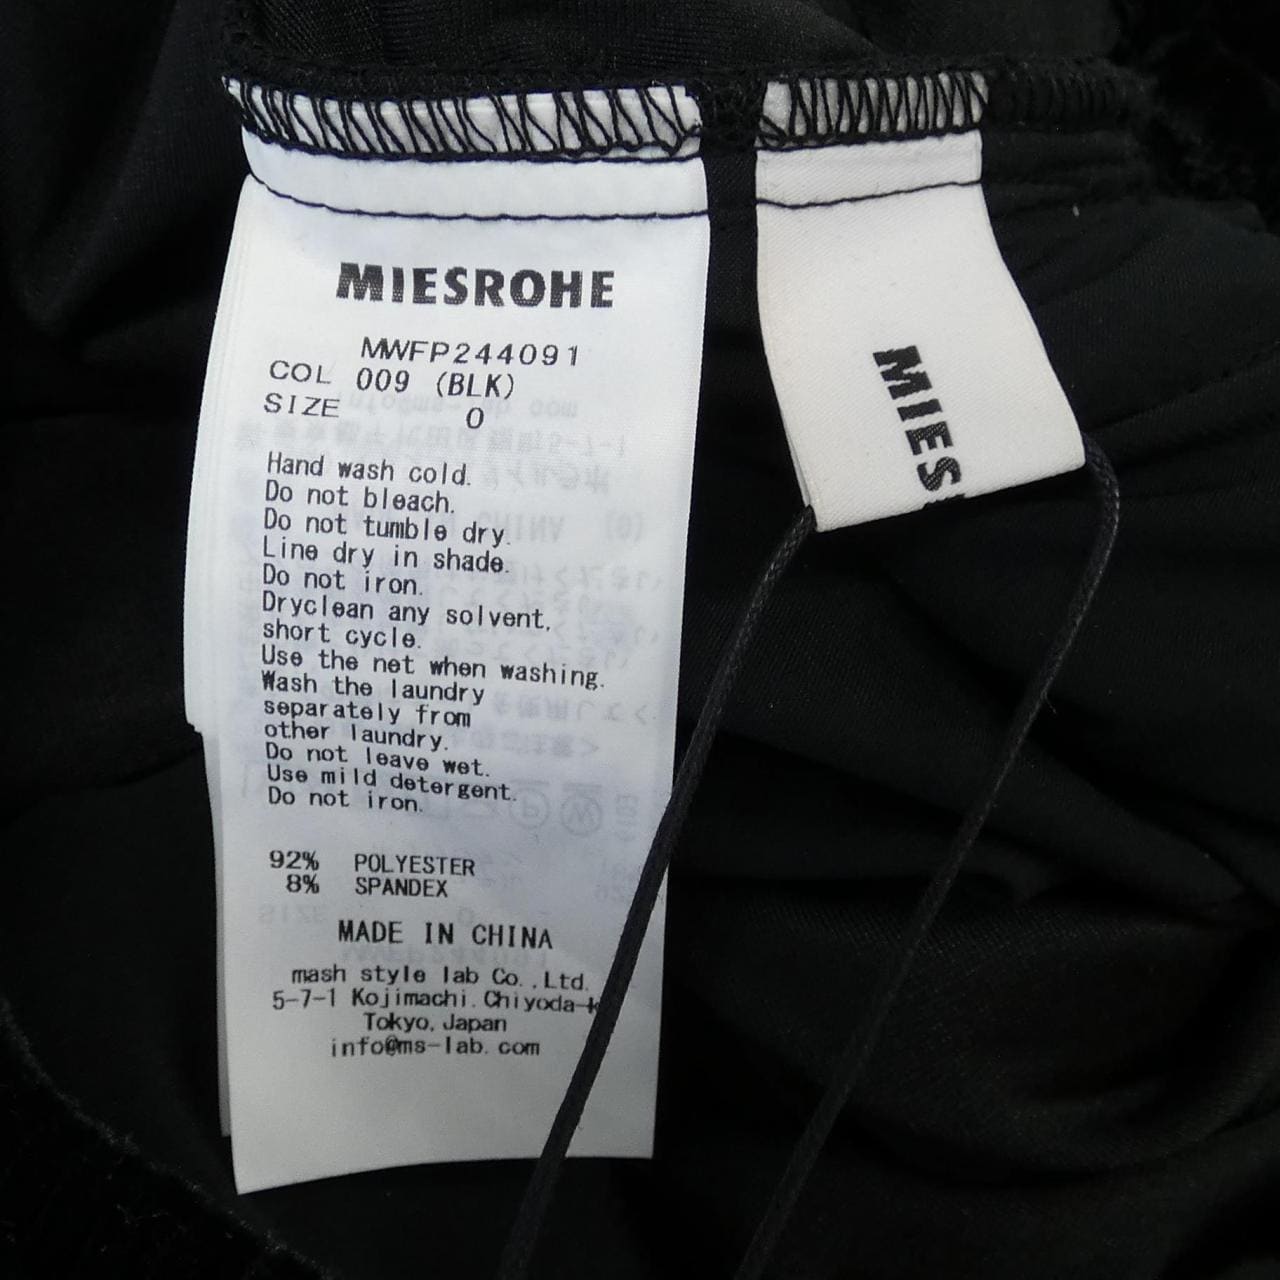 MIESROHE
MWFP244091
COL 009 (BLK)
SIZE 0
Hand wash cold.
Do not bleach.
Do not tumble dry.
Line dry in shade.
Do not iron.
Dryclean any solvent,
short cycle.
Use the net when washing.
Wash the laundry
separately from
other laundry.
Do not leave wet.
Use mild detergent.
Do not iron.
92% POLYESTER
8% SPANDEX
MADE IN CHINA
mash style lab Co.,Ltd.
5-7-1 Kojimachi.Chiyoda-k
Tokyo, Japan
info@ms-lab.com
MIES